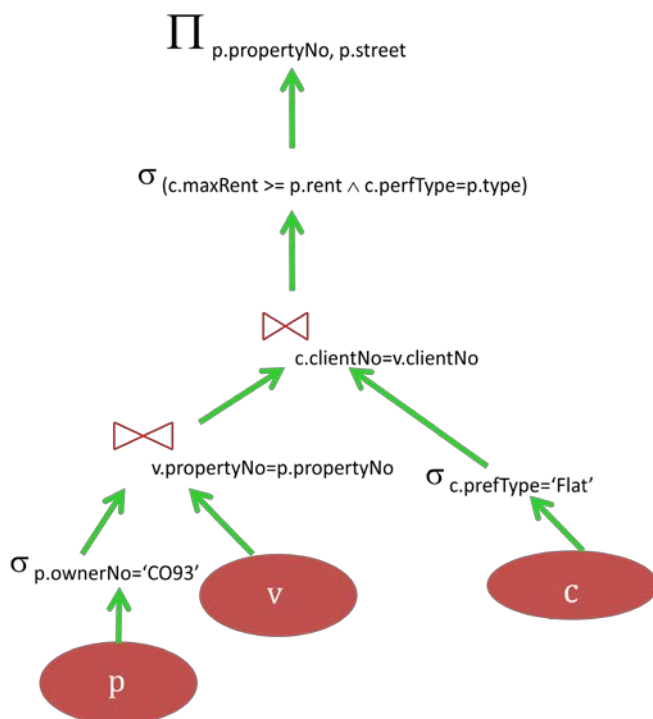 ∏ p.propertyNo, p.street
σ (c.maxRent >= p.rent ∧ c.perfType=p.type)
c.clientNo=v.clientNo
v.propertyNo=p.propertyNo
σ c.prefType=‘Flat’
σ p.ownerNo=‘CO93’
v
c
p